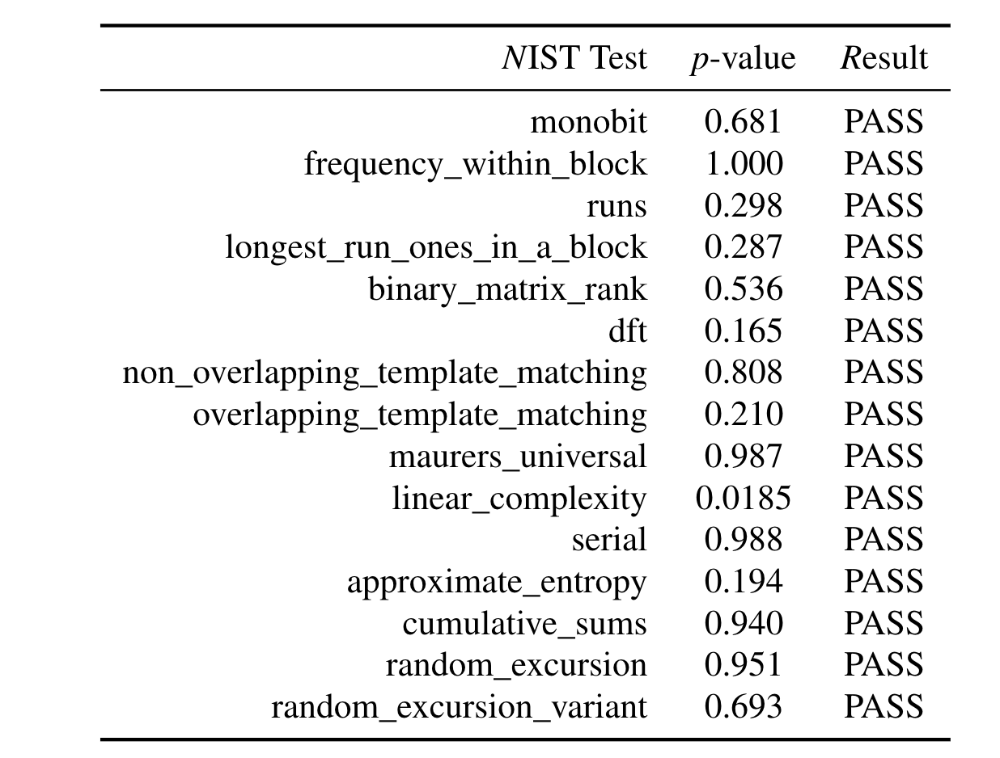 NIST Test p-value Result
monobit 0.681 PASS
frequency_within_block 1.000 PASS
runs 0.298 PASS
longest_run_ones_in_a_block 0.287 PASS
binary_matrix_rank 0.536 PASS
dft 0.165 PASS
non_overlapping_template_matching 0.808 PASS
overlapping_template_matching 0.210 PASS
maurers_universal 0.987 PASS
linear_complexity 0.0185 PASS
serial 0.988 PASS
approximate_entropy 0.194 PASS
cumulative_sums 0.940 PASS
random_excursion 0.951 PASS
random_excursion_variant 0.693 PASS